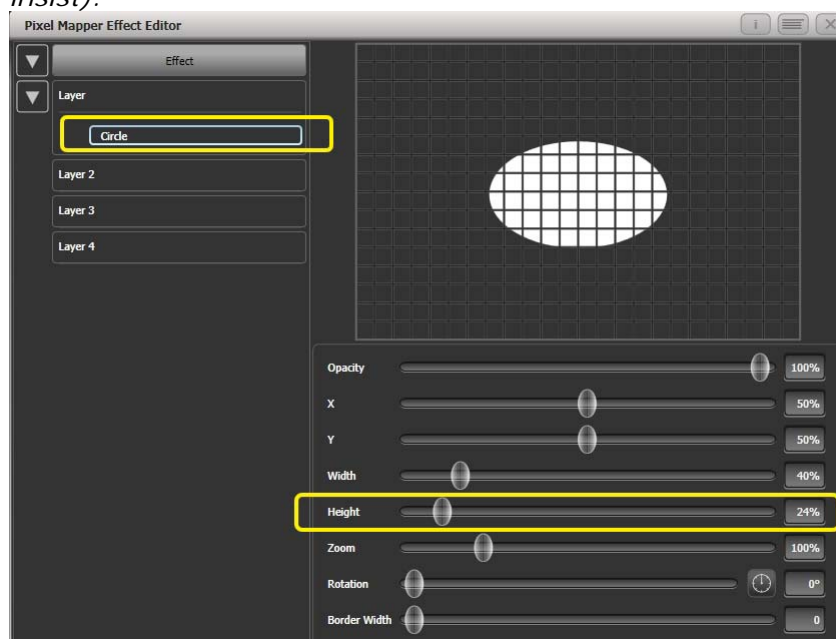 insist).
Pixel Mapper Effect Editor
i
Effect
Layer
Circle
Layer 2
Layer 3
Layer 4
Opacity 100%
X 50%
Y 50%
Width 40%
Height 24%
Zoom 100%
Rotation 0°
Border Width 0